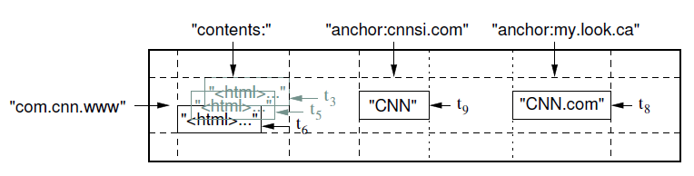 "contents:" "anchor:cnnsi.com" "anchor:my.look.ca"
"<html>..." t3
"com.cnn.www" "<html>..." t5 "CNN" t9 "CNN.com" t8
"<html>..." t6